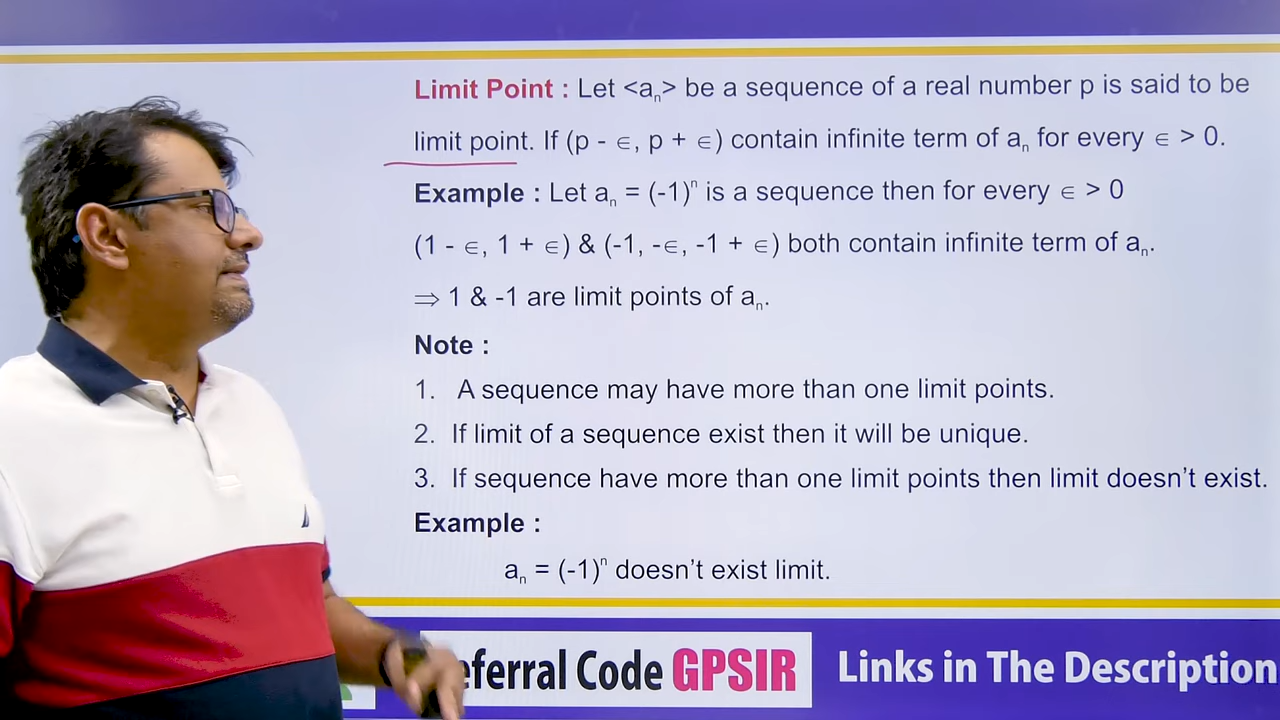 Limit Point : Let <aₙ> be a sequence of a real number p is said to be
limit point. If (p - ∈, p + ∈) contain infinite term of aₙ for every ∈ > 0.
Example : Let aₙ = (-1)ⁿ is a sequence then for every ∈ > 0
(1 - ∈, 1 + ∈) & (-1, -∈, -1 + ∈) both contain infinite term of aₙ.
⇒ 1 & -1 are limit points of aₙ.
Note :
1. A sequence may have more than one limit points.
2. If limit of a sequence exist then it will be unique.
3. If sequence have more than one limit points then limit doesn’t exist.
Example :
aₙ = (-1)ⁿ doesn’t exist limit.
eferral Code GPSIR
Links in The Description